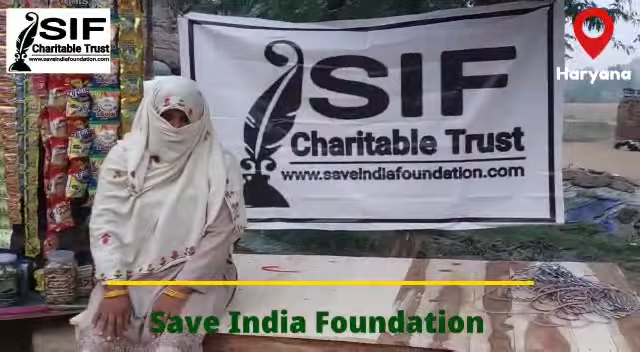 SIF
Charitable Trust
www.saveindiafoundation.com
Haryana
SIF
Charitable Trust
www.saveindiafoundation.com
Save India Foundation